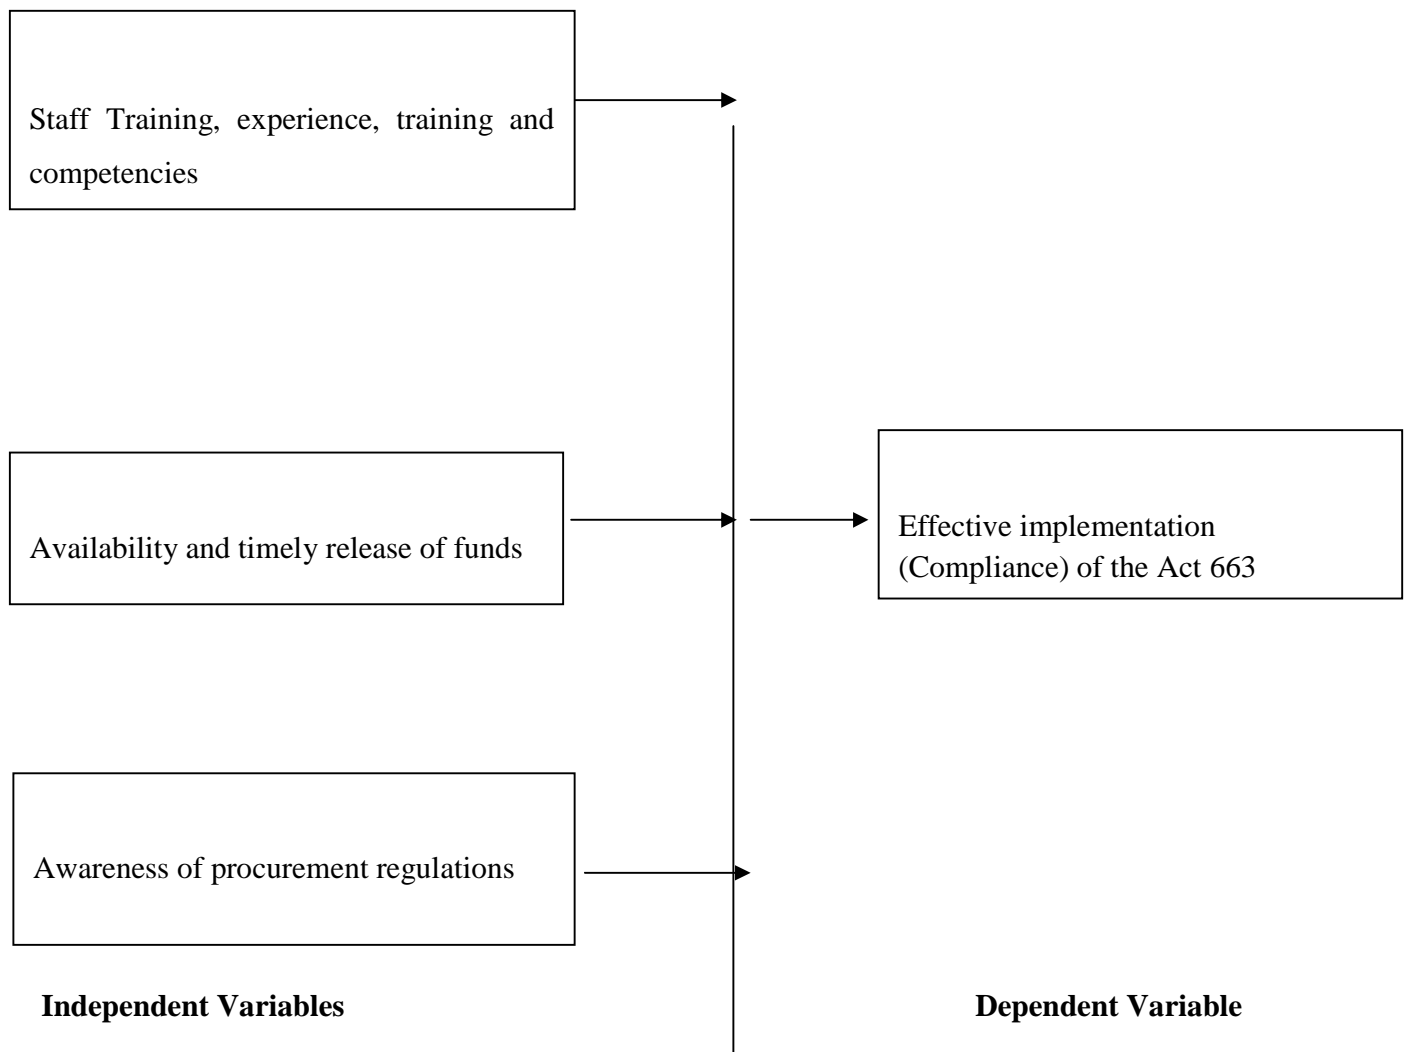 Staff Training, experience, training and
competencies
Availability and timely release of funds
Effective implementation
(Compliance) of the Act 663
Awareness of procurement regulations
Independent Variables
Dependent Variable